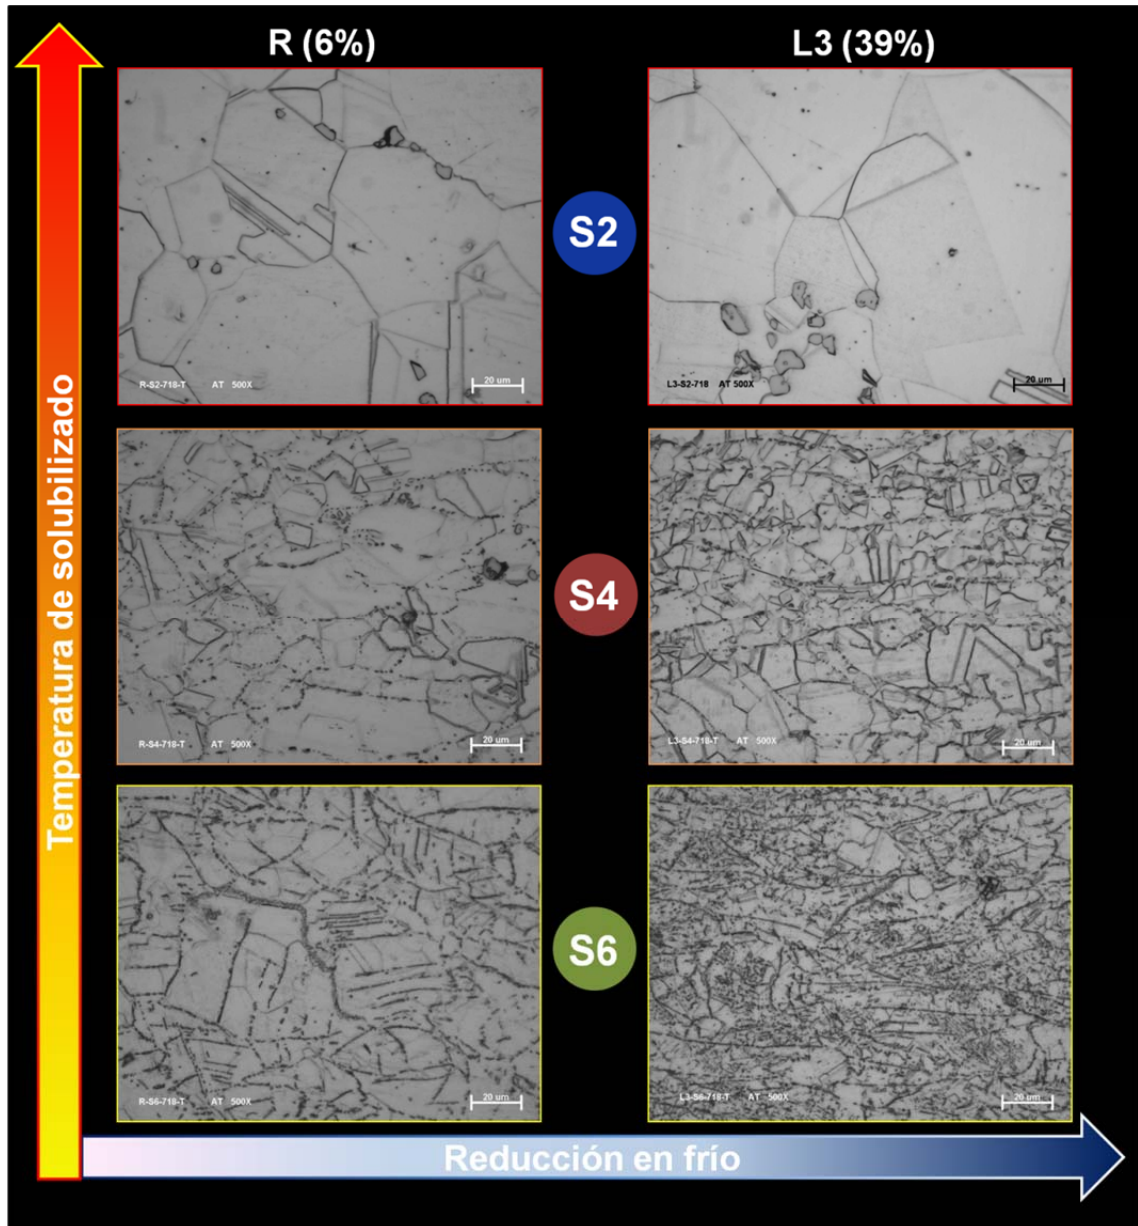 R (6%)
L3 (39%)
S2
R-S2-718-T AT 500X
20 um
L3-S2-718 AT 500X
20 um
Temperatura de solubilizado
S4
R-S4-718-T AT 500X
20 um
L3-S4-718-T AT 500X
20 um
S6
R-S6-718-T AT 500X
20 um
L3-S6-718-T AT 500X
20 um
Reducción en frío